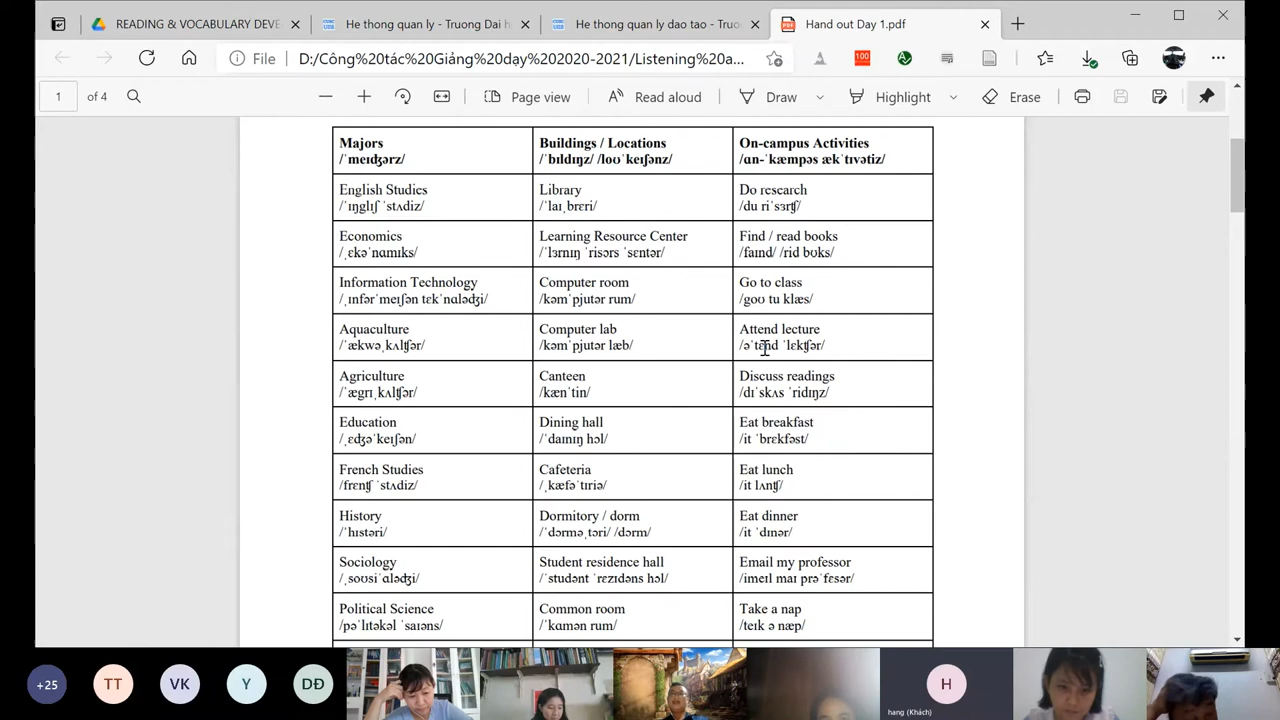 READING & VOCABULARY DEVE
He thong quan ly - Truong Dai h
He thong quan ly dao tao - Truong
Hand out Day 1.pdf
File
D:/Công%20tác%20Giảng%20dạy%202020-2021/Listening%20a...
100
1 of 4
Page view
Read aloud
Draw
Highlight
Erase
Majors
/ˈmeɪʤərz/
Buildings / Locations
/ˈbɪldɪŋz/ /loʊˈkeɪʃənz/
On-campus Activities
/ɑn-ˈkæmpəs ækˈtɪvətiz/
English Studies
/ˈɪŋglɪʃ ˈstʌdiz/
Library
/ˈlaɪˌbrɛri/
Do research
/du riˈsɜrʧ/
Economics
/ˌɛkəˈnɑmɪks/
Learning Resource Center
/ˈlɜrnɪŋ ˈrisɔrs ˈsɛntər/
Find / read books
/faɪnd/ /rid bʊks/
Information Technology
/ˌɪnfərˈmeɪʃən tɛkˈnɑləʤi/
Computer room
/kəmˈpjutər rum/
Go to class
/goʊ tu klæs/
Aquaculture
/ˈækwəˌkʌlʧər/
Computer lab
/kəmˈpjutər læb/
Attend lecture
/əˈtɛnd ˈlɛkʧər/
Agriculture
/ˈægrɪˌkʌlʧər/
Canteen
/kænˈtin/
Discuss readings
/dɪˈskʌs ˈridɪŋz/
Education
/ˌɛʤəˈkeɪʃən/
Dining hall
/ˈdaɪnɪŋ hɔl/
Eat breakfast
/it ˈbrɛkfəst/
French Studies
/frɛnʧ ˈstʌdiz/
Cafeteria
/ˌkæfəˈtɪriə/
Eat lunch
/it lʌnʧ/
History
/ˈhɪstəri/
Dormitory / dorm
/ˈdɔrməˌtɔri/ /dɔrm/
Eat dinner
/it ˈdɪnər/
Sociology
/ˌsoʊsiˈɑləʤi/
Student residence hall
/ˈstudənt ˈrɛzɪdəns hɔl/
Email my professor
/imeɪl maɪ prəˈfɛsər/
Political Science
/pəˈlɪtəkəl ˈsaɪəns/
Common room
/ˈkɑmən rum/
Take a nap
/teɪk ə næp/
+25
TT
VK
Y
DĐ
H
hang (Khách)